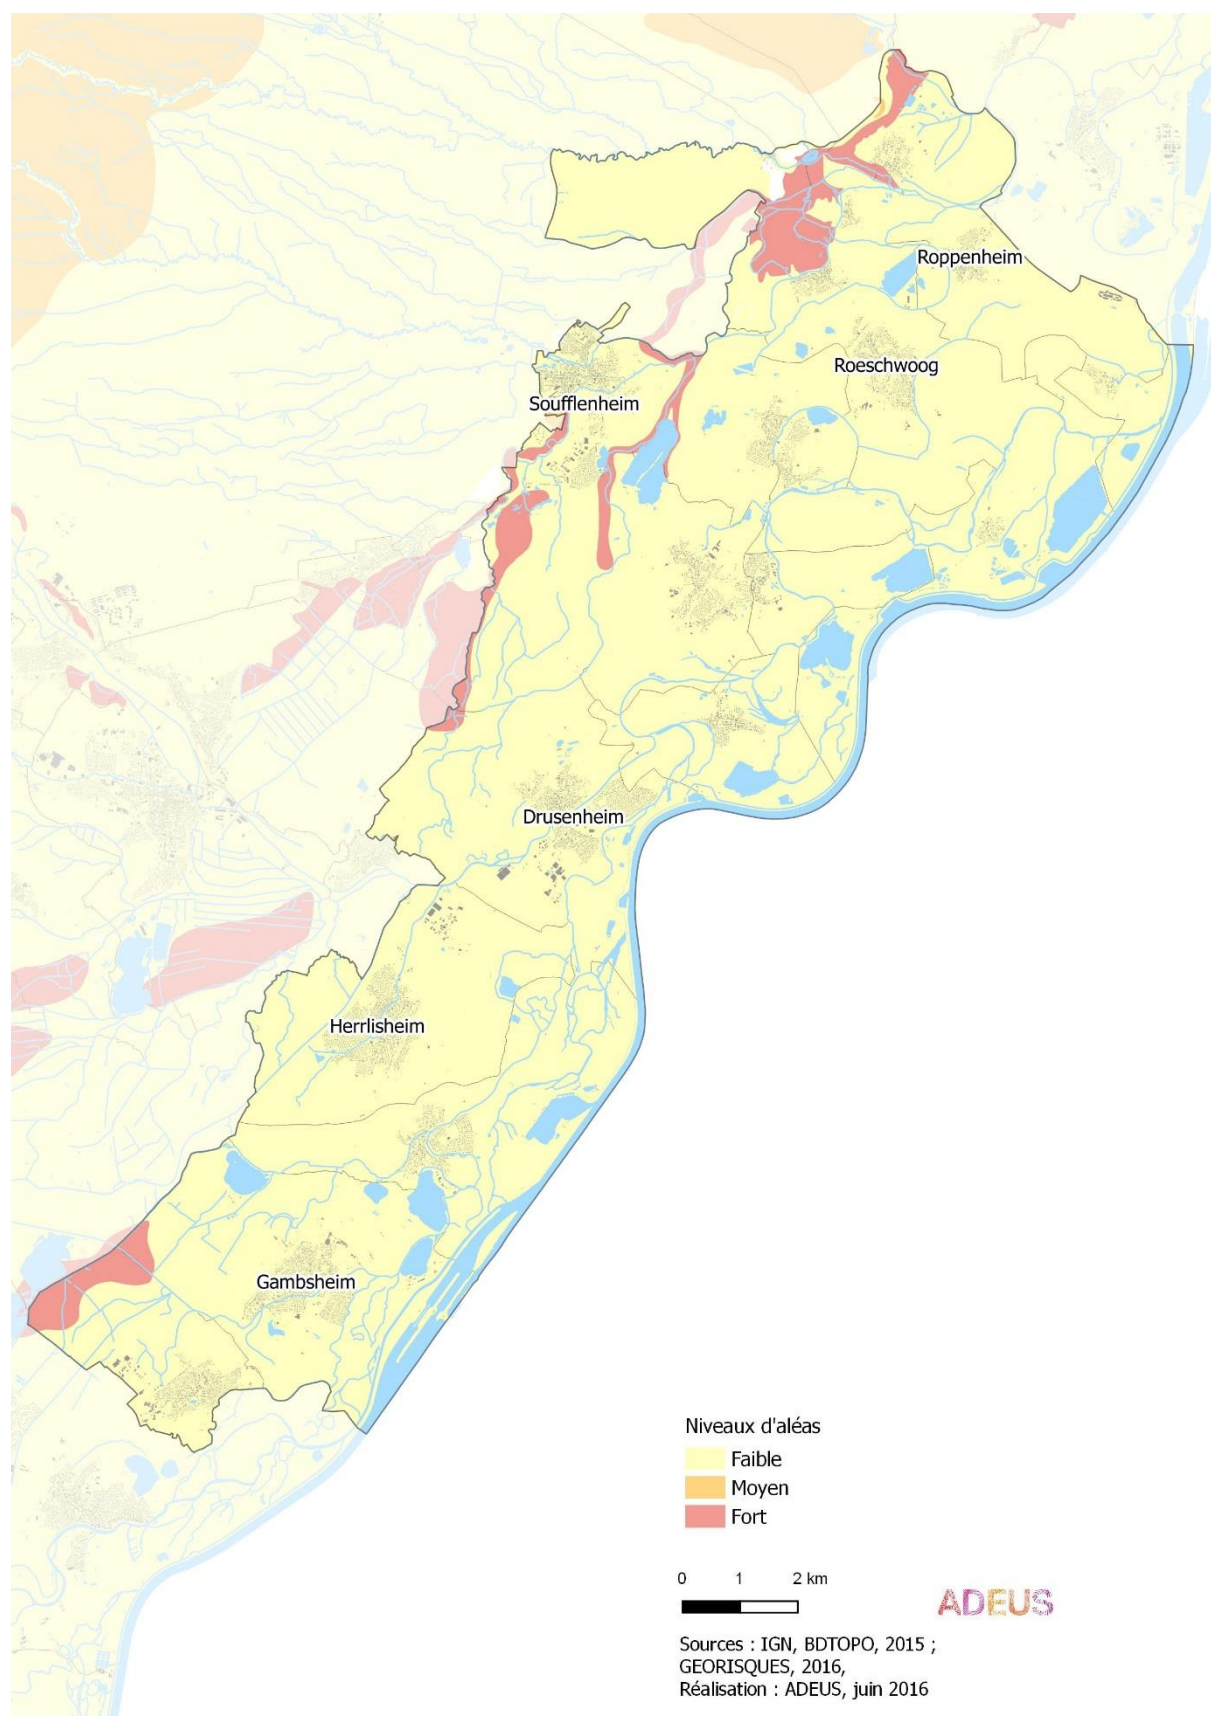 Roppenheim
Roeschwoog
Soufflenheim
Drusenheim
Herrlisheim
Gambsheim
Niveaux d'aléas
Faible
Moyen
Fort
0 1 2 km
ADEUS
Sources : IGN, BDTOPO, 2015 ;
GEORISQUES, 2016,
Réalisation : ADEUS, juin 2016